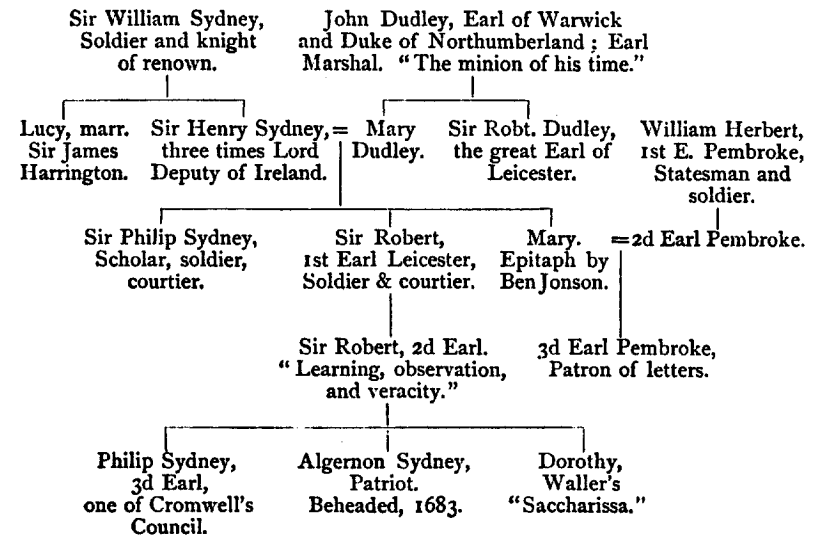 Sir William Sydney,
Soldier and knight
of renown.
John Dudley, Earl of Warwick
and Duke of Northumberland; Earl
Marshal. "The minion of his time."
Lucy, marr.
Sir James
Harrington.
Sir Henry Sydney, =
three times Lord
Deputy of Ireland.
Mary
Dudley.
Sir Robt. Dudley,
the great Earl of
Leicester.
William Herbert,
1st E. Pembroke,
Statesman and
soldier.
Sir Philip Sydney,
Scholar, soldier,
courtier.
Sir Robert,
1st Earl Leicester,
Soldier & courtier.
Mary.
Epitaph by
Ben Jonson.
=2d Earl Pembroke.
Sir Robert, 2d Earl.
"Learning, observation,
and veracity."
3d Earl Pembroke,
Patron of letters.
Philip Sydney,
3d Earl,
one of Cromwell's
Council.
Algernon Sydney,
Patriot.
Beheaded, 1683.
Dorothy,
Waller's
"Saccharissa."